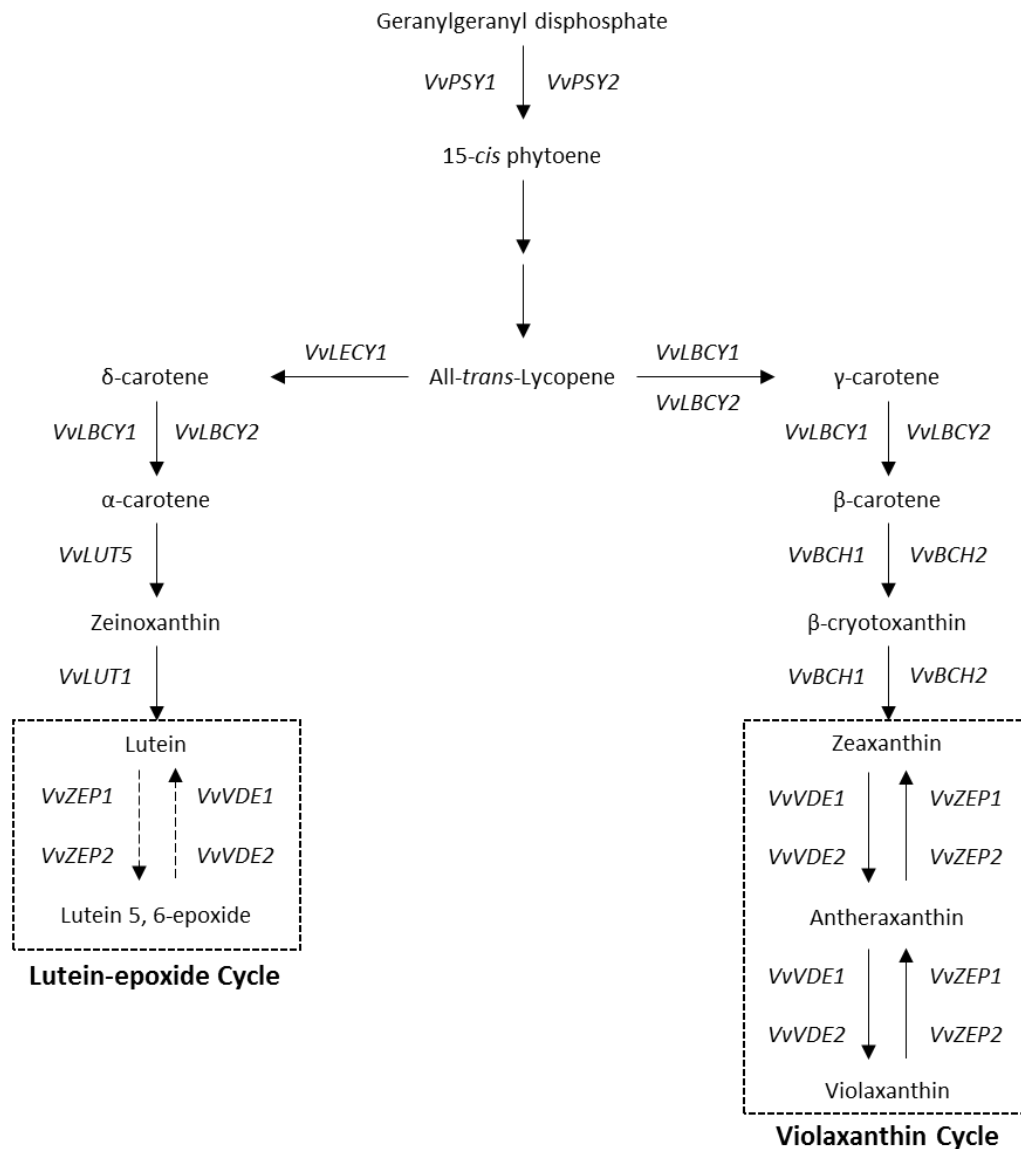 Geranylgeranyl disphosphate
VvPSY1 VvPSY2
15-cis phytoene
VvLECY1 VvLBCY1
δ-carotene All-trans-Lycopene γ-carotene
VvLBCY2
VvLBCY1 VvLBCY2 VvLBCY1 VvLBCY2
α-carotene β-carotene
VvLUT5 VvBCH1 VvBCH2
Zeinoxanthin β-cryotoxanthin
VvLUT1 VvBCH1 VvBCH2
Lutein Zeaxanthin
VvZEP1 VvVDE1 VvVDE1 VvZEP1
VvZEP2 VvVDE2 VvVDE2 VvZEP2
Lutein 5, 6-epoxide Antheraxanthin
Lutein-epoxide Cycle VvVDE1 VvZEP1
VvVDE2 VvZEP2
Violaxanthin
Violaxanthin Cycle